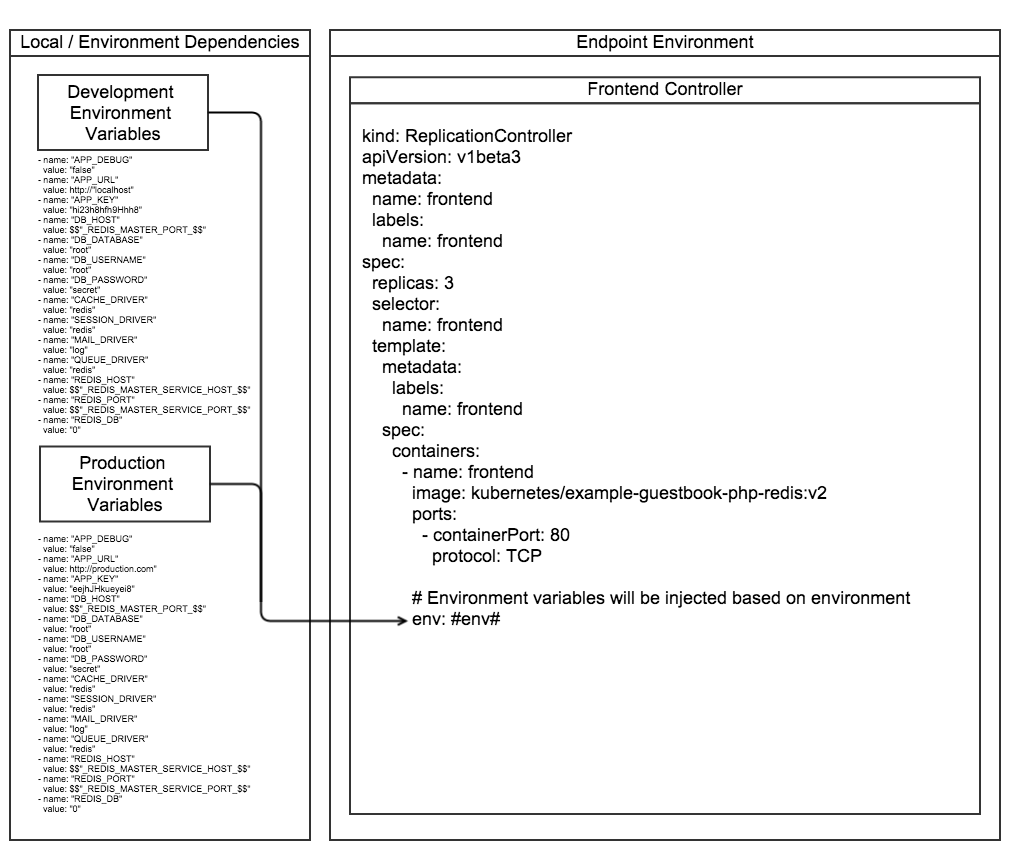 Local / Environment Dependencies
Development
Environment
Variables
- name: "APP_DEBUG"
value: "false"
- name: "APP_URL"
value: http://"localhost"
- name: "APP_KEY"
value: "hi23h8hfh9Hhh8"
- name: "DB_HOST"
value: $$"_REDIS_MASTER_PORT_$$"
- name: "DB_DATABASE"
value: "root"
- name: "DB_USERNAME"
value: "root"
- name: "DB_PASSWORD"
value: "secret"
- name: "CACHE_DRIVER"
value: "redis"
- name: "SESSION_DRIVER"
value: "redis"
- name: "MAIL_DRIVER"
value: "log"
- name: "QUEUE_DRIVER"
value: "redis"
- name: "REDIS_HOST"
value: $$"_REDIS_MASTER_SERVICE_HOST_$$"
- name: "REDIS_PORT"
value: $$"_REDIS_MASTER_SERVICE_PORT_$$"
- name: "REDIS_DB"
value: "0"
Production
Environment
Variables
- name: "APP_DEBUG"
value: "false"
- name: "APP_URL"
value: http://production.com"
- name: "APP_KEY"
value: "eejhJHkueyei8"
- name: "DB_HOST"
value: $$"_REDIS_MASTER_PORT_$$"
- name: "DB_DATABASE"
value: "root"
- name: "DB_USERNAME"
value: "root"
- name: "DB_PASSWORD"
value: "secret"
- name: "CACHE_DRIVER"
value: "redis"
- name: "SESSION_DRIVER"
value: "redis"
- name: "MAIL_DRIVER"
value: "log"
- name: "QUEUE_DRIVER"
value: "redis"
- name: "REDIS_HOST"
value: $$"_REDIS_MASTER_SERVICE_HOST_$$"
- name: "REDIS_PORT"
value: $$"_REDIS_MASTER_SERVICE_PORT_$$"
- name: "REDIS_DB"
value: "0"
Endpoint Environment
Frontend Controller
kind: ReplicationController
apiVersion: v1beta3
metadata:
name: frontend
labels:
name: frontend
spec:
replicas: 3
selector:
name: frontend
template:
metadata:
labels:
name: frontend
spec:
containers:
- name: frontend
image: kubernetes/example-guestbook-php-redis:v2
ports:
- containerPort: 80
protocol: TCP
# Environment variables will be injected based on environment
env: #env#